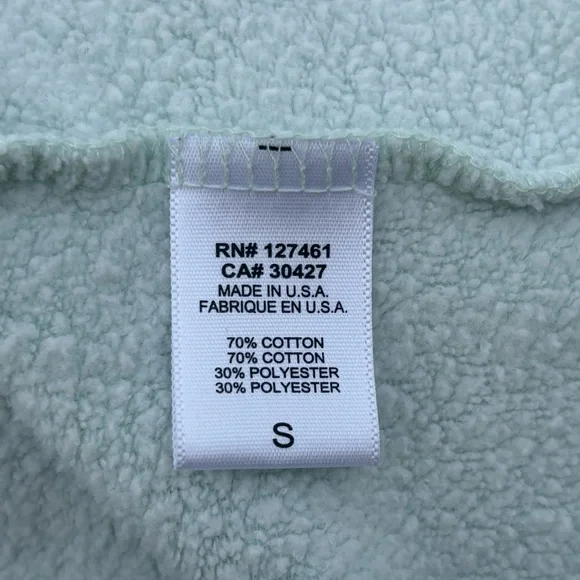 RN# 127461
CA# 30427
MADE IN U.S.A.
FABRIQUE EN U.S.A.
70% COTTON
70% COTTON
30% POLYESTER
30% POLYESTER
S